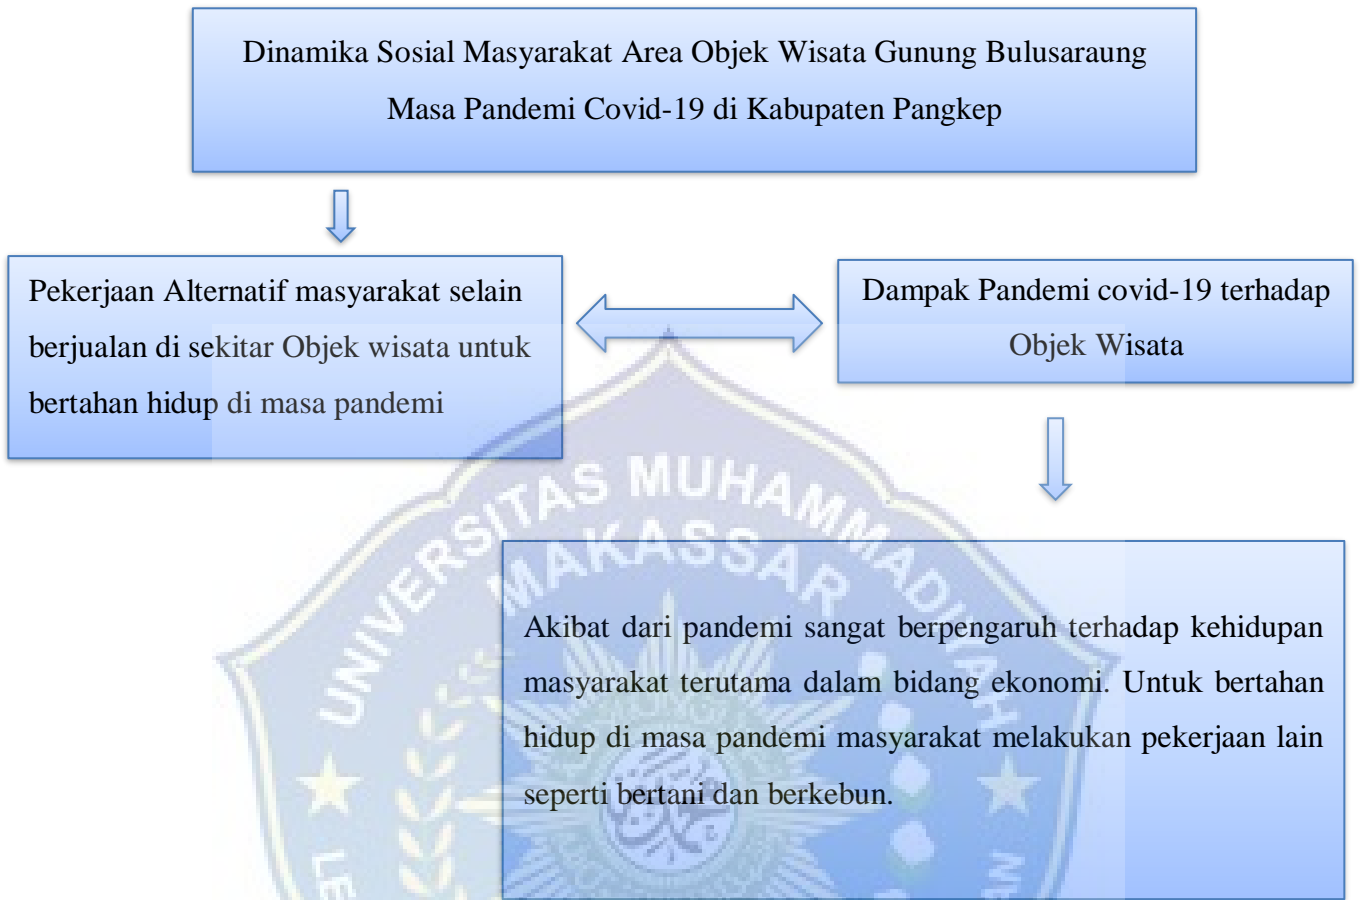 Dinamika Sosial Masyarakat Area Objek Wisata Gunung Bulusaraung
Masa Pandemi Covid-19 di Kabupaten Pangkep
Pekerjaan Alternatif masyarakat selain
berjualan di sekitar Objek wisata untuk
bertahan hidup di masa pandemi
Dampak Pandemi covid-19 terhadap
Objek Wisata
UNIVERSITAS MUHAMMADIYAH
MAKASSAR
Akibat dari pandemi sangat berpengaruh terhadap kehidupan
masyarakat terutama dalam bidang ekonomi. Untuk bertahan
hidup di masa pandemi masyarakat melakukan pekerjaan lain
seperti bertani dan berkebun.